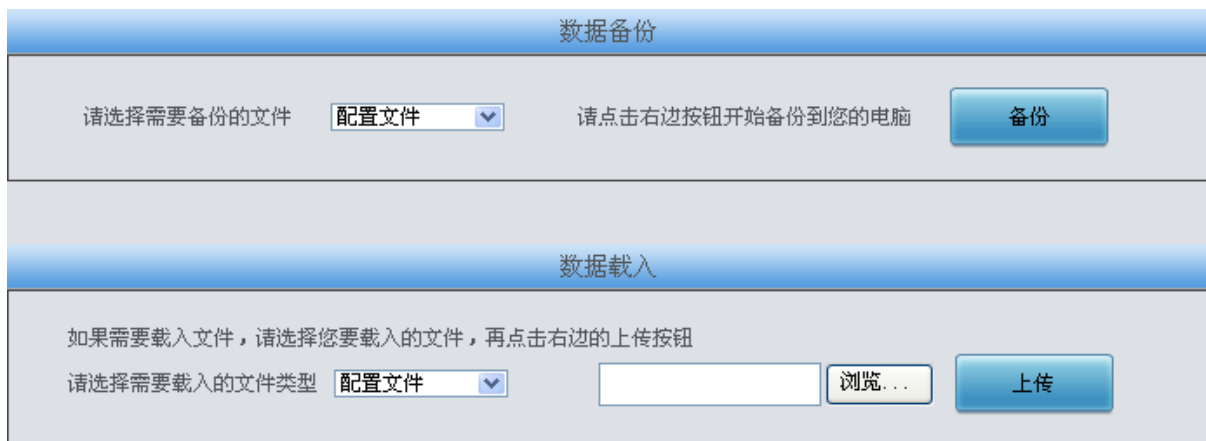 数据备份
请选择需要备份的文件 配置文件 请点击右边按钮开始备份到您的电脑 备份
数据载入
如果需要载入文件，请选择您要载入的文件，再点击右边的上传按钮
请选择需要载入的文件类型 配置文件 浏览... 上传